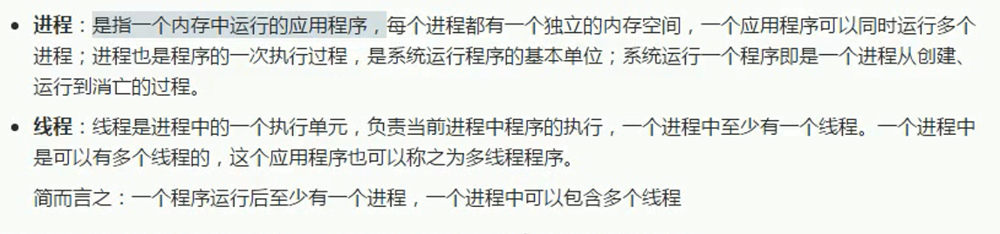 进程：是指一个内存中运行的应用程序，每个进程都有一个独立的内存空间，一个应用程序可以同时运行多个
进程；进程也是程序的一次执行过程，是系统运行程序的基本单位；系统运行一个程序即是一个进程从创建、
运行到消亡的过程。
线程：线程是进程中的一个执行单元，负责当前进程中程序的执行，一个进程中至少有一个线程。一个进程中
是可以有多个线程的，这个应用程序也可以称之为多线程程序。
简而言之：一个程序运行后至少有一个进程，一个进程中可以包含多个线程